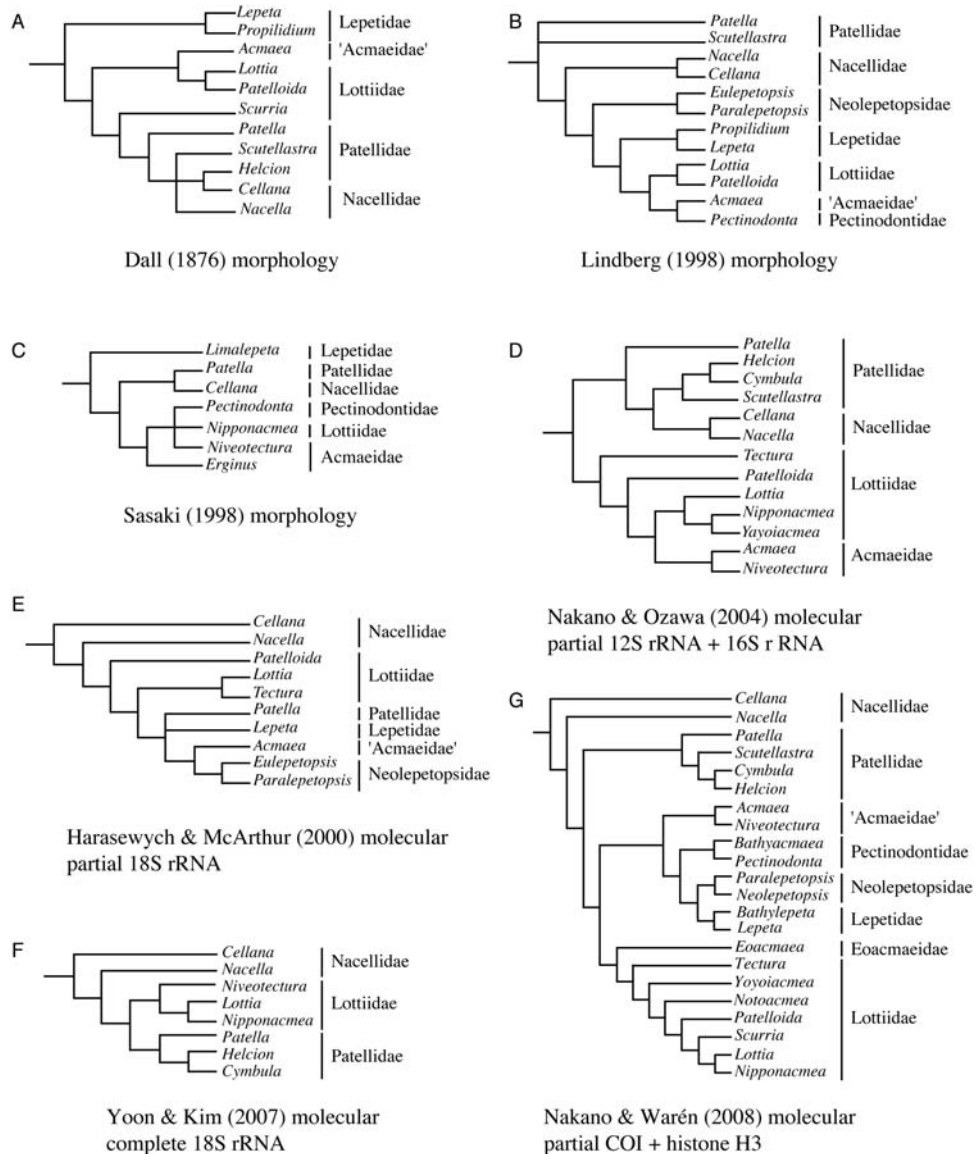 A
Lepeta
Propilidium
Lepetidae
Acmaea
'Acmaeidae'
Lottia
Patelloida
Scurria
Lottiidae
Patella
Scutellastra
Helcion
Patellidae
Cellana
Nacella
Nacellidae
Dall (1876) morphology
B
Patella
Scutellastra
Patellidae
Nacella
Cellana
Nacellidae
Eulepetopsis
Paralepetopsis
Neolepetopsidae
Propilidium
Lepeta
Lepetidae
Lottia
Patelloida
Lottiidae
Acmaea
'Acmaeidae'
Pectinodonta
Pectinodontidae
Lindberg (1998) morphology
C
Limalepeta
Lepetidae
Patella
Patellidae
Cellana
Nacellidae
Pectinodonta
Pectinodontidae
Nipponacmea
Lottiidae
Niveotectura
Erginus
Acmaeidae
Sasaki (1998) morphology
D
Patella
Helcion
Cymbula
Scutellastra
Patellidae
Cellana
Nacella
Nacellidae
Tectura
Patelloida
Lottia
Nipponacmea
Yayoiacmea
Lottiidae
Acmaea
Niveotectura
Acmaeidae
Nakano & Ozawa (2004) molecular
partial 12S rRNA + 16S r RNA
E
Cellana
Nacella
Nacellidae
Patelloida
Lottia
Tectura
Lottiidae
Patella
Patellidae
Lepeta
Lepetidae
Acmaea
'Acmaeidae'
Eulepetopsis
Paralepetopsis
Neolepetopsidae
Harasewych & McArthur (2000) molecular
partial 18S rRNA
F
Cellana
Nacella
Nacellidae
Niveotectura
Lottia
Nipponacmea
Lottiidae
Patella
Helcion
Cymbula
Patellidae
Yoon & Kim (2007) molecular
complete 18S rRNA
G
Cellana
Nacella
Nacellidae
Patella
Scutellastra
Cymbula
Helcion
Patellidae
Acmaea
Niveotectura
'Acmaeidae'
Bathyacmaea
Pectinodonta
Pectinodontidae
Paralepetopsis
Neolepetopsis
Neolepetopsidae
Bathylepeta
Lepeta
Lepetidae
Eoacmaea
Eoacmaeidae
Tectura
Yoyoiacmea
Notoacmea
Patelloida
Scurria
Lottia
Nipponacmea
Lottiidae
Nakano & Warén (2008) molecular
partial COI + histone H3